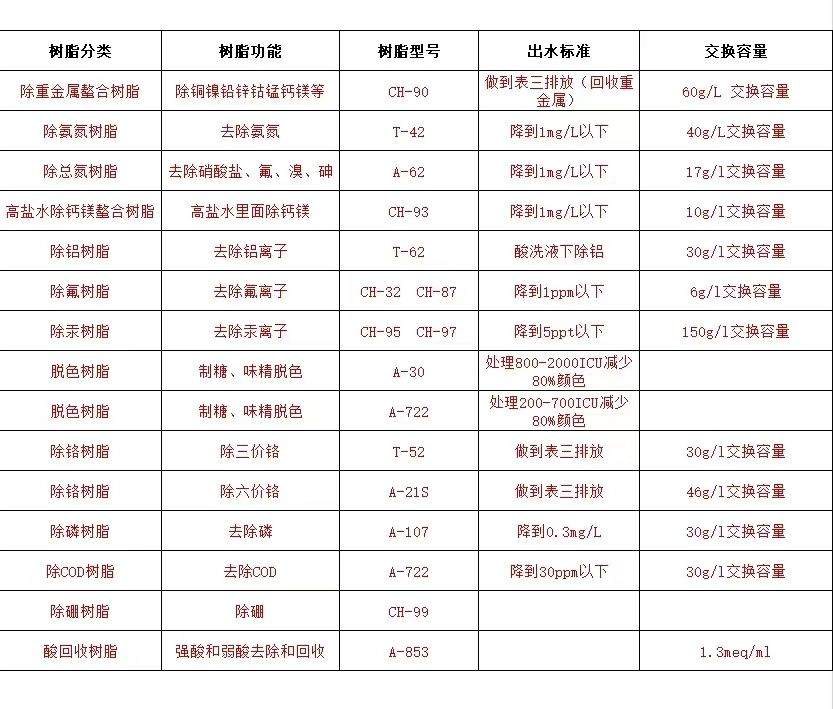 树脂分类 树脂功能 树脂型号 出水标准 交换容量
除重金属螯合树脂 除铜镍铅锌钴锰钙镁等 CH-90 做到表三排放（回收重金属） 60g/L 交换容量
除氨氮树脂 去除氨氮 T-42 降到1mg/L以下 40g/L交换容量
除总氮树脂 去除硝酸盐、氟、溴、砷 A-62 降到1mg/L以下 17g/l交换容量
高盐水除钙镁螯合树脂 高盐水里面除钙镁 CH-93 降到1mg/L以下 10g/l交换容量
除铝树脂 去除铝离子 T-62 酸洗液下除铝 30g/l交换容量
除氟树脂 去除氟离子 CH-32 CH-87 降到1ppm以下 6g/l交换容量
除汞树脂 去除汞离子 CH-95 CH-97 降到5ppt以下 150g/l交换容量
脱色树脂 制糖、味精脱色 A-30 处理800-2000ICU减少80%颜色
脱色树脂 制糖、味精脱色 A-722 处理200-700ICU减少80%颜色
除铬树脂 除三价铬 T-52 做到表三排放 30g/l交换容量
除铬树脂 除六价铬 A-21S 做到表三排放 46g/l交换容量
除磷树脂 去除磷 A-107 降到0.3mg/L 30g/l交换容量
除COD树脂 去除COD A-722 降到30ppm以下 30g/l交换容量
除硼树脂 除硼 CH-99
酸回收树脂 强酸和弱酸去除和回收 A-853 1.3meq/ml